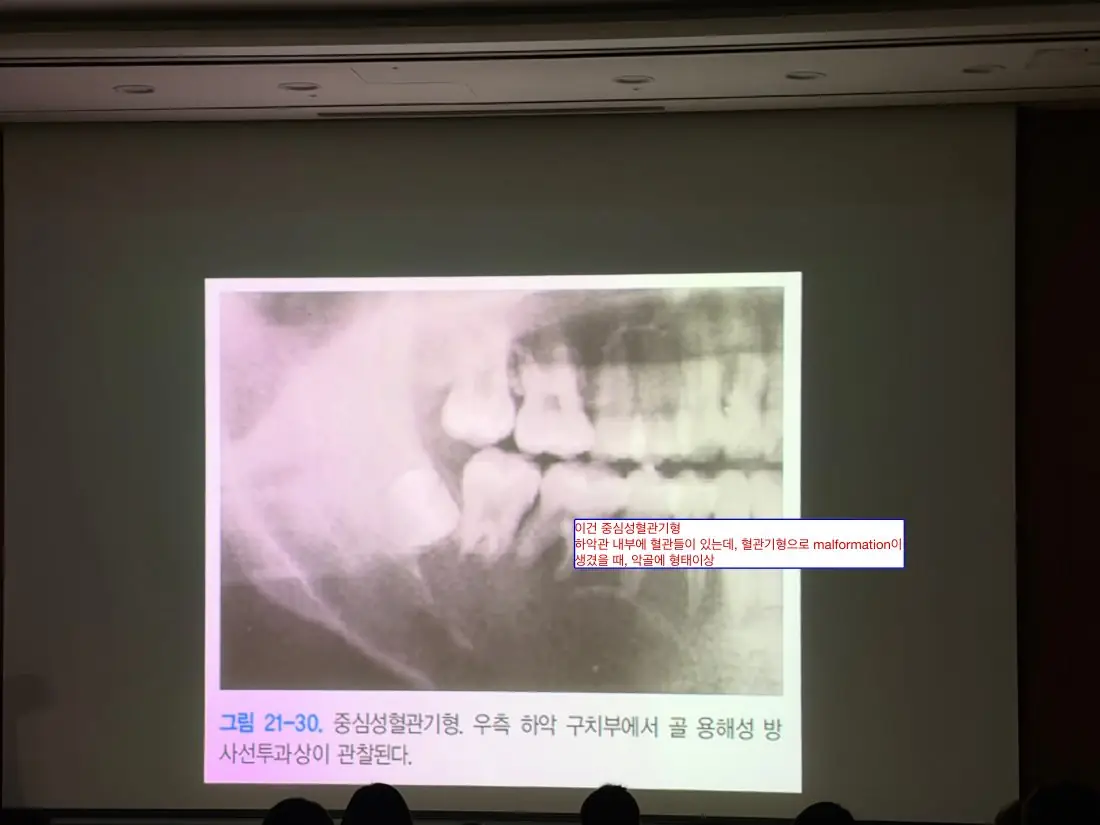 이건 중심성혈관기형
하악관 내부에 혈관들이 있는데, 혈관기형으로 malformation이
생겼을 때, 악골에 형태이상
그림 21-30. 중심성혈관기형. 우측 하악 구치부에서 골 용해성 방
사선투과상이 관찰된다.